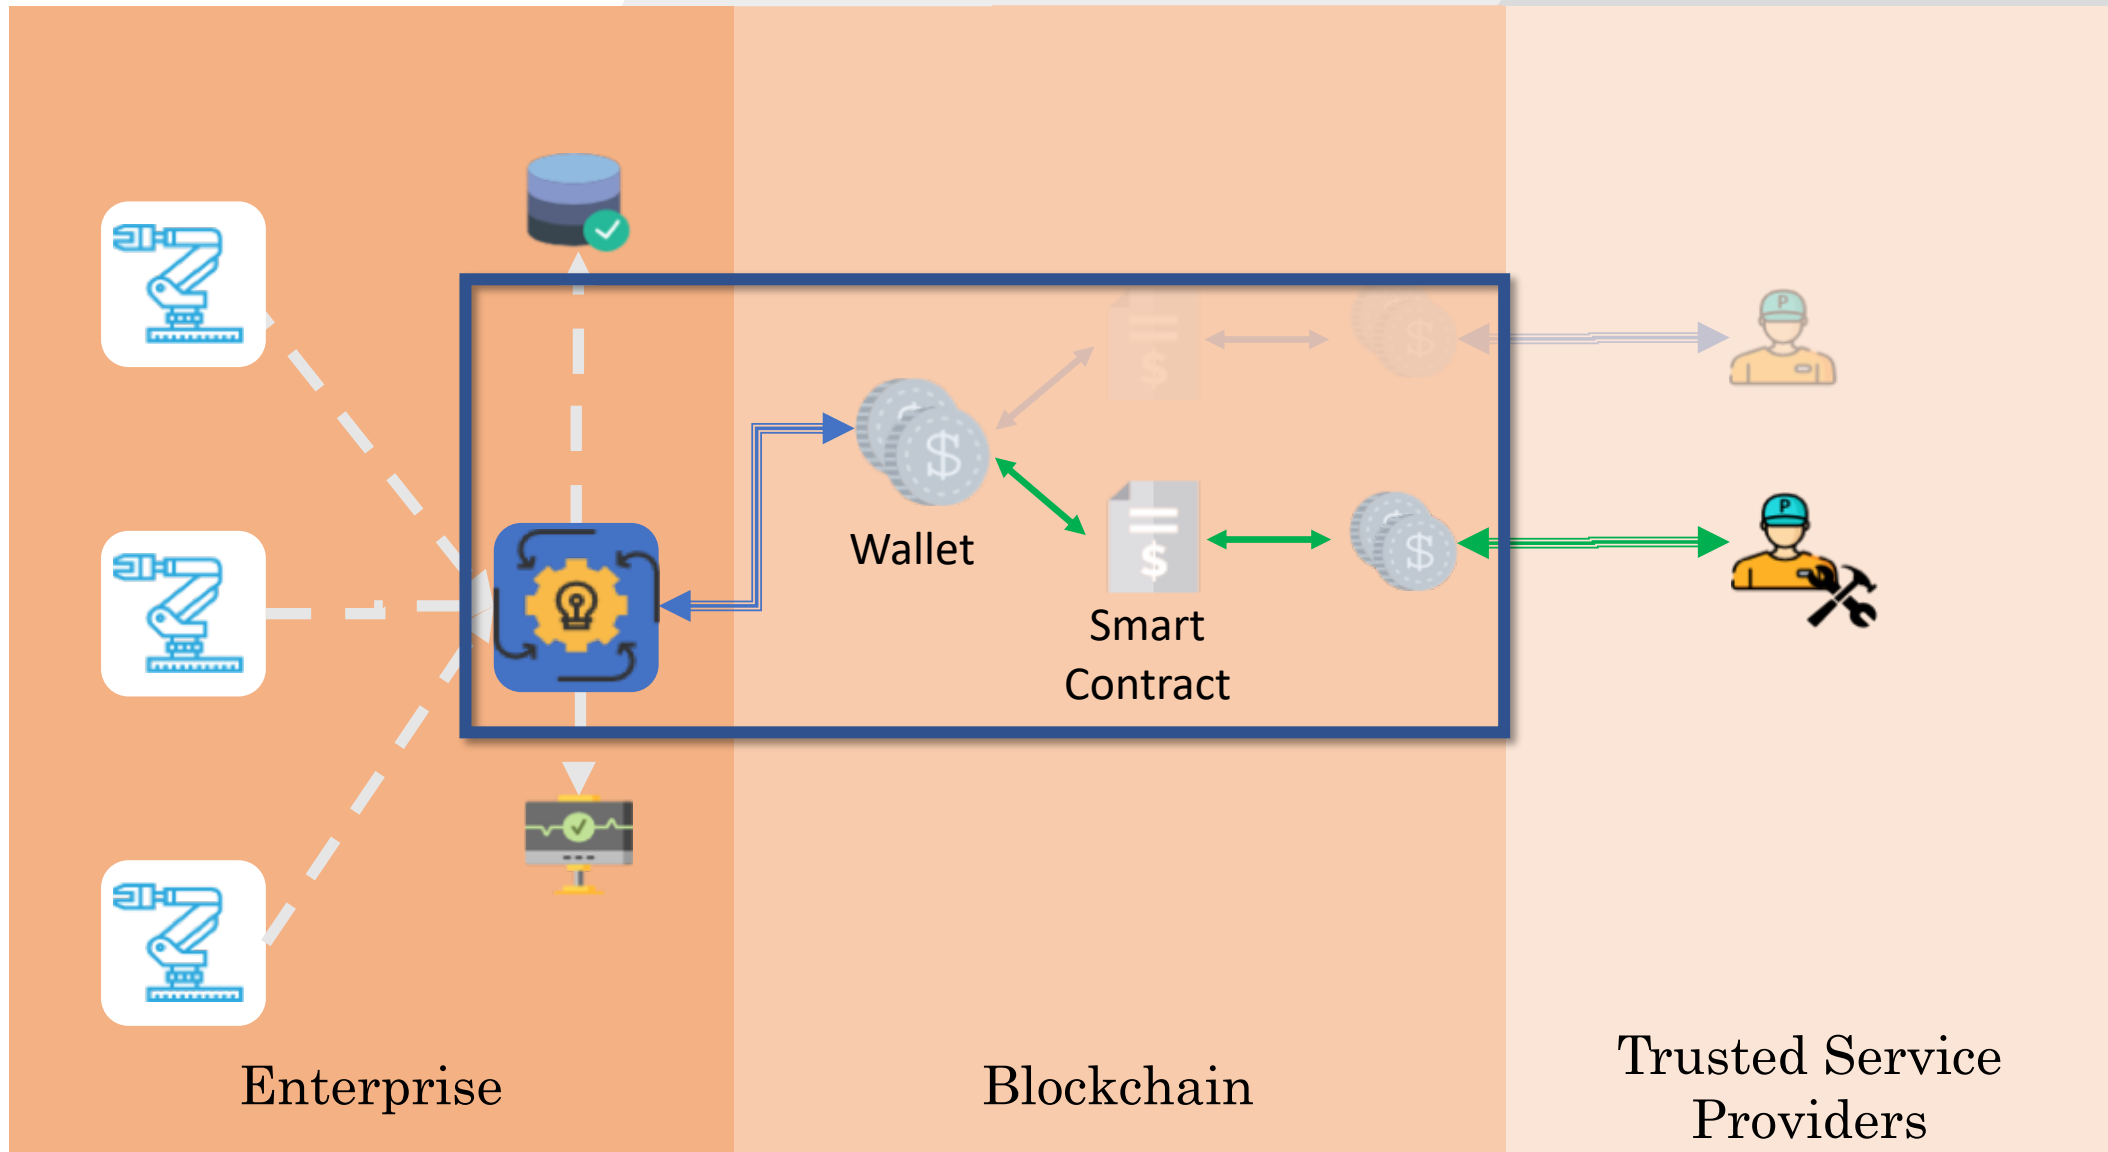 P
$
$
$
$
P
Wallet
$
$
Smart
Contract
Enterprise
Blockchain
Trusted Service
Providers